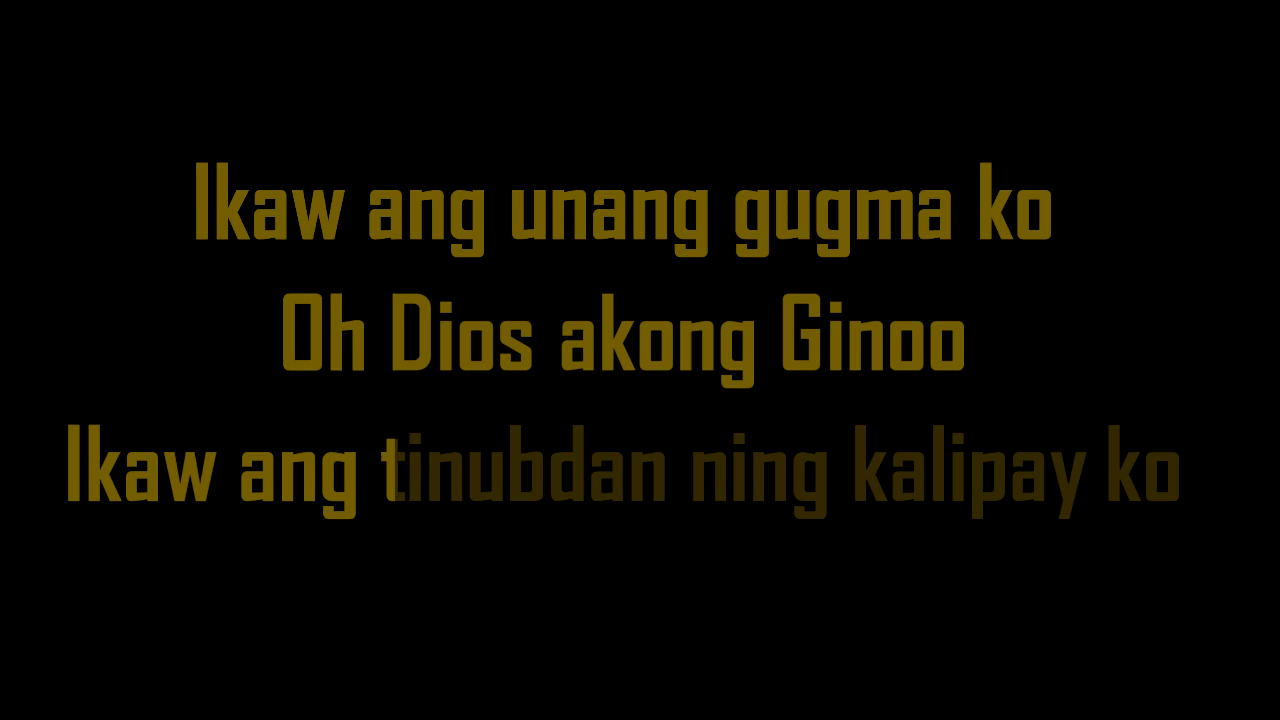 Ikaw ang unang gugma ko
Oh Dios akong Ginoo
Ikaw ang tinubdan ning kalipay ko